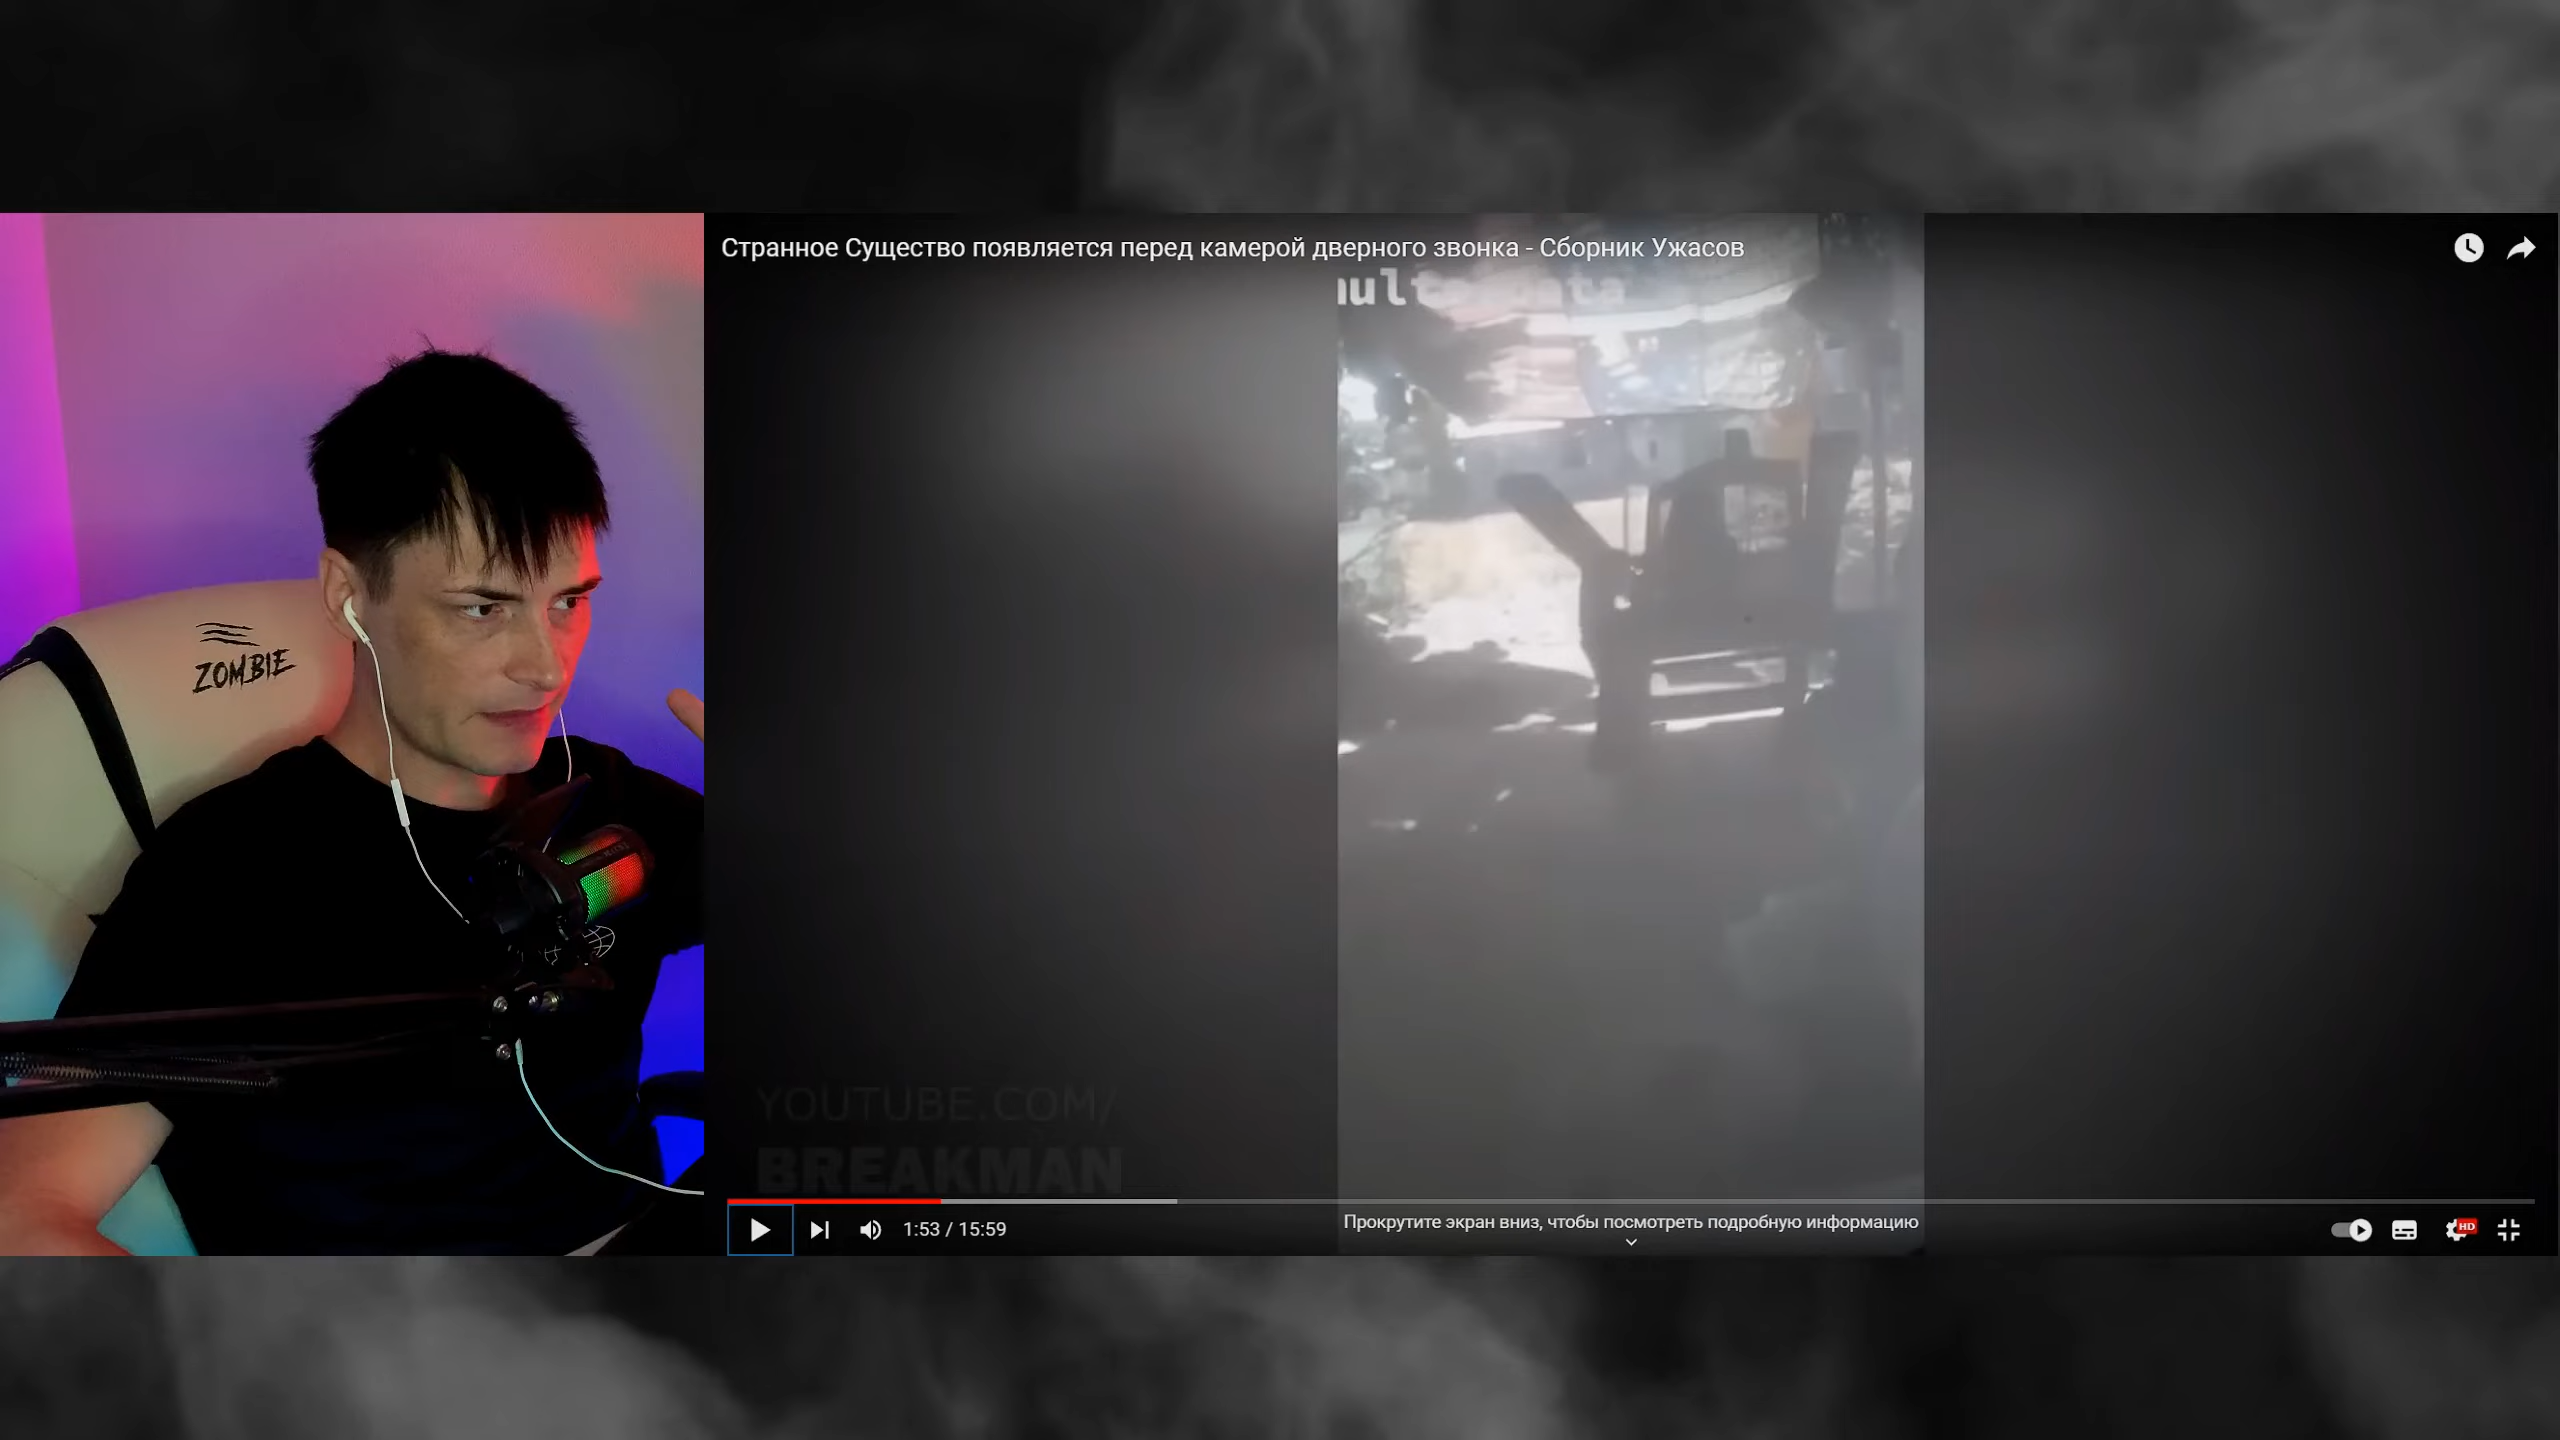 Странное Существо появляется перед камерой дверного звонка - Сборник Ужасов
ZOMBIE
YOUTUBE.COM/
BREAKMAN
1:53 / 15:59
Прокрутите экран вниз, чтобы посмотреть подробную информацию
HD